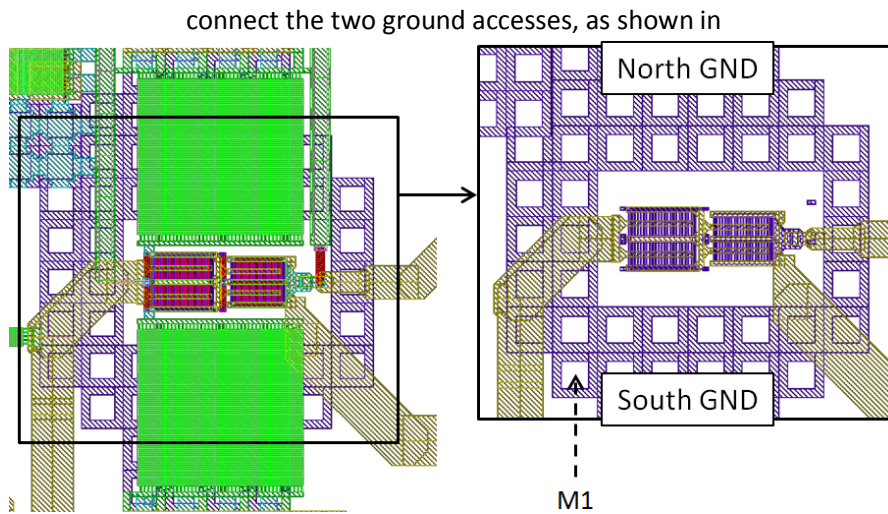 connect the two ground accesses, as shown in
North GND
South GND
M1